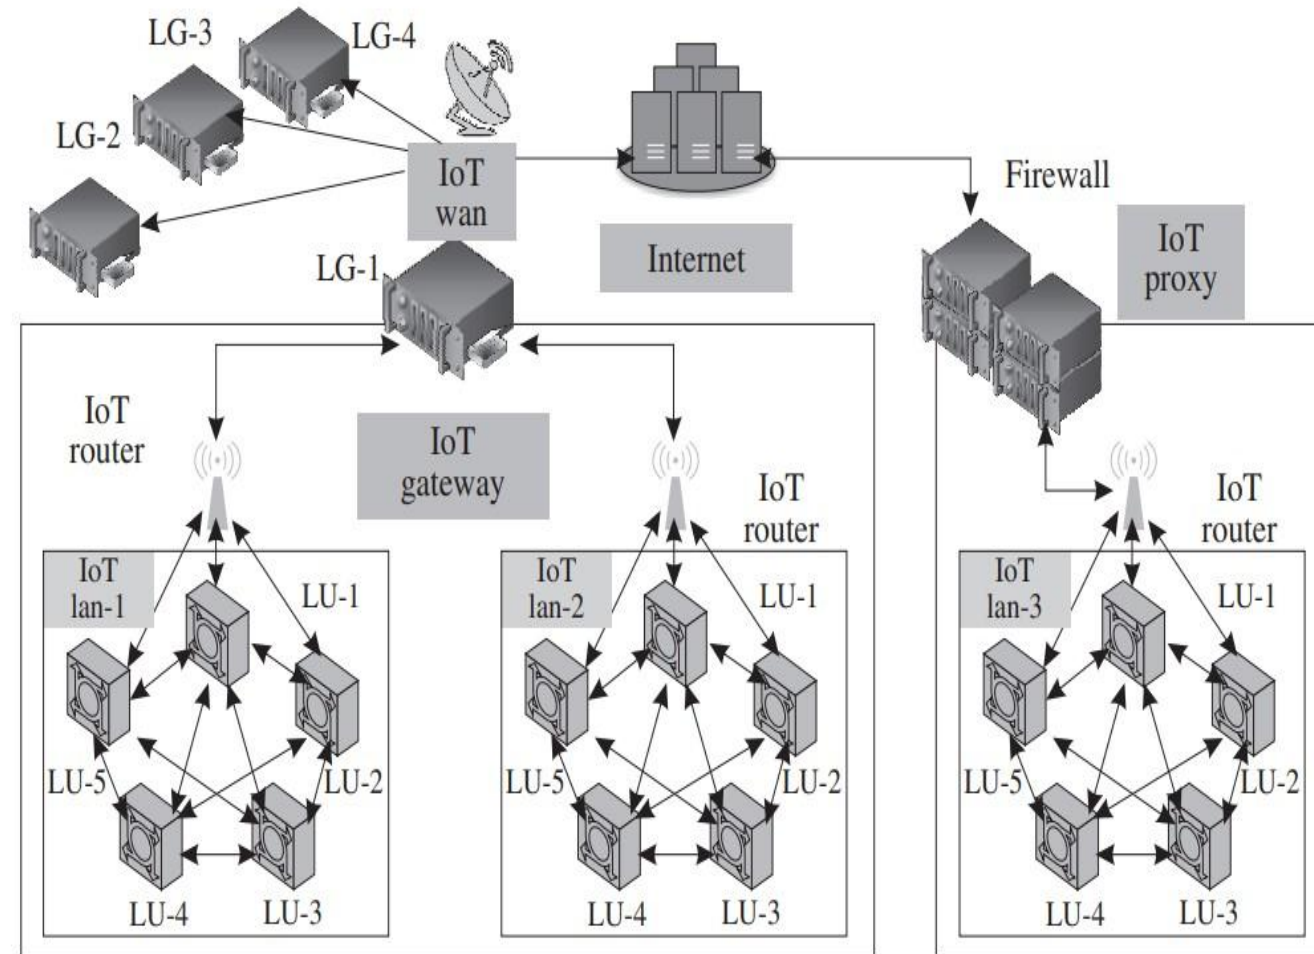 LG-3
LG-4
LG-2
IoT
wan
Firewall
IoT
proxy
LG-1
Internet
IoT
router
IoT
gateway
IoT
router
IoT
router
IoT
lan-1
LU-1
LU-5
LU-2
LU-4
LU-3
IoT
lan-2
LU-1
LU-5
LU-2
LU-4
LU-3
IoT
lan-3
LU-1
LU-5
LU-2
LU-4
LU-3